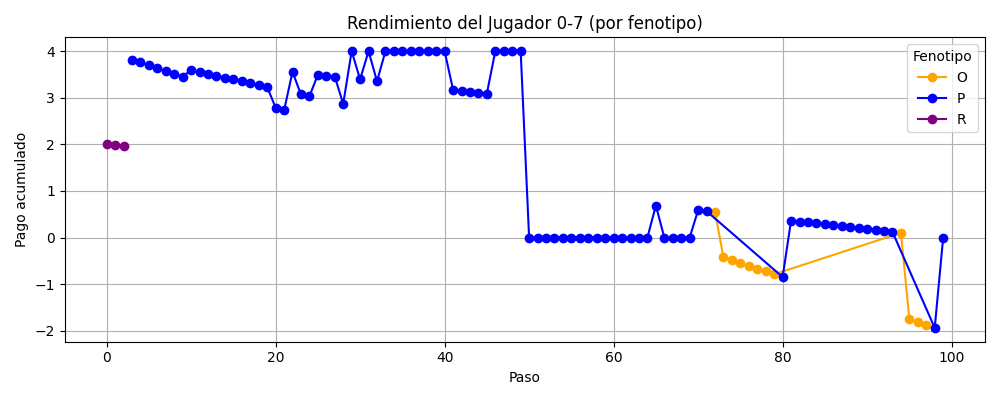 Rendimiento del Jugador 0-7 (por fenotipo)
Pago acumulado
4
3
2
1
0
−1
−2
Fenotipo
O
P
R
0
20
40
60
80
100
Paso